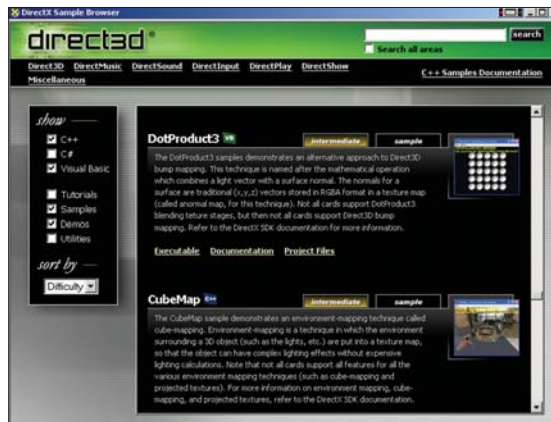 DirectX Sample Browser
direct3d
search
Search all areas
Direct3D DirectMusic DirectSound DirectInput DirectPlay DirectShow
Miscellaneous
C++ Samples Documentation
show
C++
C#
Visual Basic
Tutorials
Samples
Demos
Utilities
sort by
Difficulty
DotProduct3 VB intermediate sample
The DotProduct3 samples demonstrates an alternative approach to Direct3D
bump mapping. This technique is named after the mathematical operation
which combines a light vector with a surface normal. The normals for a
surface are traditional (x,y,z) vectors stored in RGBA format in a texture map
(called anormal map, for this technique). Not all cards support DotProduct3
blending teture stages, but then not all cards support Direct3D bump
mapping. Refer to the DirectX SDK documentation for more information.
Executable Documentation Project Files
CubeMap C++ intermediate sample
The CubeMap sample demonstrates an environment-mapping technique called
cube-mapping. Environment-mapping is a technique in which the environment
surrounding a 3D object (such as the lights, etc.) are put into a texture map,
so that the object can have complex lighting effects without expensive
lighting calculations. Note that not all cards support all features for all the
various environment mapping techniques (such as cube-mapping and
projected textures). For more information on environment mapping, cube-
mapping, and projected textures, refer to the DirectX SDK documentation.